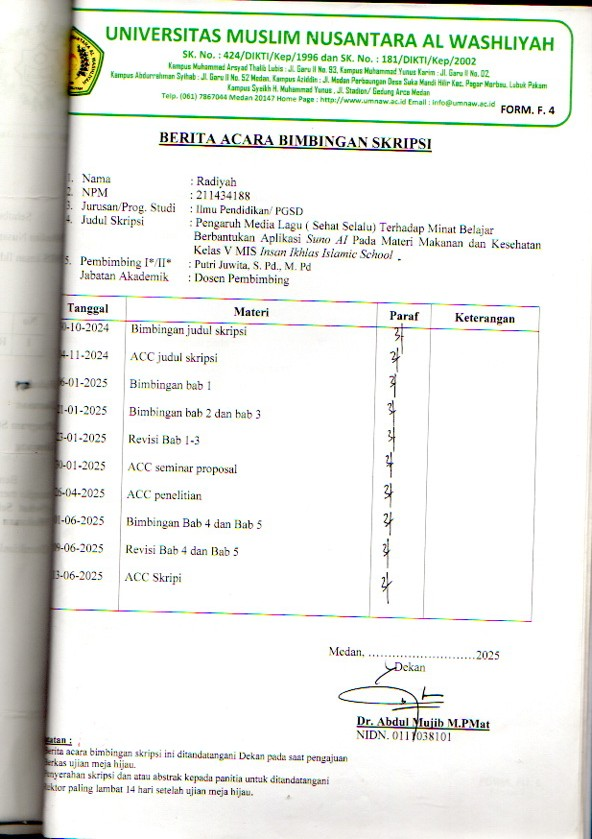 UNIVERSITAS MUSLIM NUSANTARA AL WASHLIYAH
SK. No. : 424/DIKTI/Kep/1996 dan SK. No. : 181/DIKTI/Kep/2002
Kampus Muhammad Arsyad Thalib Lubis : Jl. Garu II No. 93, Kampus Muhammad Yunus Karim : Jl. Garu II No. 02,
Kampus Abdurrahman Syihab : Jl. Garu II No. 52 Medan, Kampus Aziddin : Jl. Medan Perbaungan Desa Suka Mandi Hilir Kec. Pagar Merbau, Lubuk Pakam
Kampus Syeikh H. Muhammad Yunus , Jl. Stadion/ Gedung Arca Medan
Telp. (061) 7867044 Medan 20147 Home Page : http://www.umnaw.ac.id Email : info@umnaw.ac.id
FORM. F. 4
BERITA ACARA BIMBINGAN SKRIPSI
1. Nama : Radiyah
2. NPM : 211434188
3. Jurusan/Prog. Studi : Ilmu Pendidikan/ PGSD
4. Judul Skripsi : Pengaruh Media Lagu ( Sehat Selalu) Terhadap Minat Belajar
Berbantukan Aplikasi Suno AI Pada Materi Makanan dan Kesehatan
Kelas V MIS Insan Ikhlas Islamic School .
5. Pembimbing I*/II* : Putri Juwita, S. Pd., M. Pd
Jabatan Akademik : Dosen Pembimbing
Tanggal Materi Paraf Keterangan
0-10-2024 Bimbingan judul skripsi
4-11-2024 ACC judul skripsi
6-01-2025 Bimbingan bab 1
1-01-2025 Bimbingan bab 2 dan bab 3
3-01-2025 Revisi Bab 1-3
0-01-2025 ACC seminar proposal
6-04-2025 ACC penelitian
1-06-2025 Bimbingan Bab 4 dan Bab 5
9-06-2025 Revisi Bab 4 dan Bab 5
3-06-2025 ACC Skripi
Medan, ...........................2025
Dekan
Dr. Abdul Mujib M.PMat
NIDN. 0111038101
atatan :
Berita acara bimbingan skripsi ini ditandatangani Dekan pada saat pengajuan
berkas ujian meja hijau.
Penyerahan skripsi dan atau abstrak kepada panitia untuk ditandatangani
Rektor paling lambat 14 hari setelah ujian meja hijau.